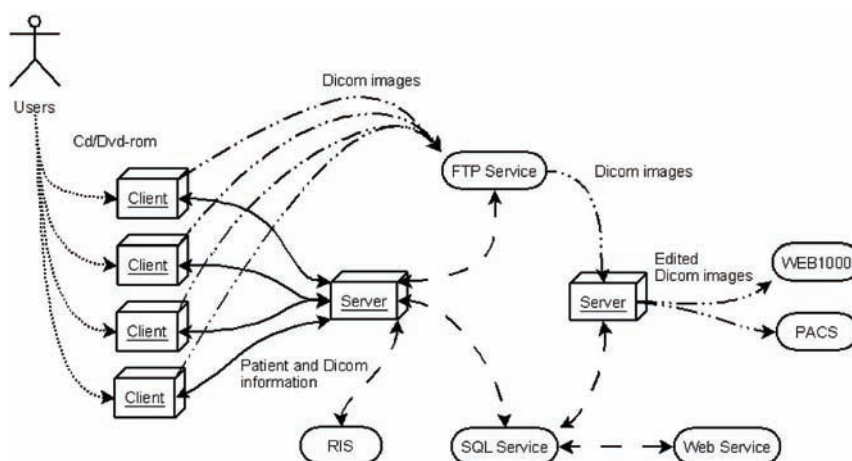 Dicom images
Users
Cd/Dvd-rom
FTP Service
Dicom images
Client
Client
Edited
Dicom images
WEB1000
Server
Server
Client
PACS
Patient and Dicom
information
Client
RIS
SQL Service
Web Service